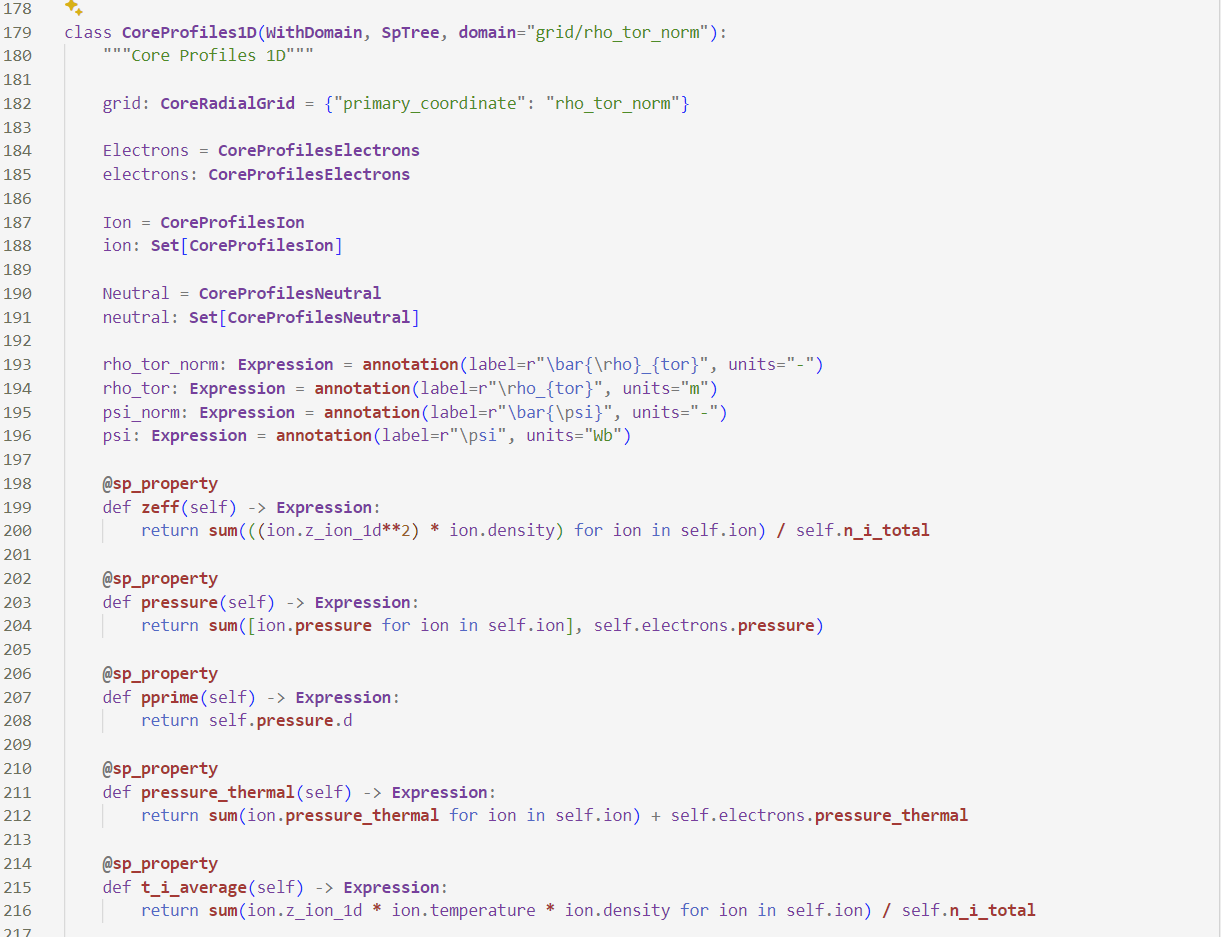 178
179 class CoreProfiles1D(WithDomain, SpTree, domain="grid/rho_tor_norm"):
180     """Core Profiles 1D"""
181
182     grid: CoreRadialGrid = {"primary_coordinate": "rho_tor_norm"}
183
184     Electrons = CoreProfilesElectrons
185     electrons: CoreProfilesElectrons
186
187     Ion = CoreProfilesIon
188     ion: Set[CoreProfilesIon]
189
190     Neutral = CoreProfilesNeutral
191     neutral: Set[CoreProfilesNeutral]
192
193     rho_tor_norm: Expression = annotation(label=r"\bar{\rho}_{tor}", units="-")
194     rho_tor: Expression = annotation(label=r"\rho_{tor}", units="m")
195     psi_norm: Expression = annotation(label=r"\bar{\psi}", units="-")
196     psi: Expression = annotation(label=r"\psi", units="Wb")
197
198     @sp_property
199     def zeff(self) -> Expression:
200         return sum(((ion.z_ion_1d**2) * ion.density) for ion in self.ion) / self.n_i_total
201
202     @sp_property
203     def pressure(self) -> Expression:
204         return sum([ion.pressure for ion in self.ion], self.electrons.pressure)
205
206     @sp_property
207     def pprime(self) -> Expression:
208         return self.pressure.d
209
210     @sp_property
211     def pressure_thermal(self) -> Expression:
212         return sum(ion.pressure_thermal for ion in self.ion) + self.electrons.pressure_thermal
213
214     @sp_property
215     def t_i_average(self) -> Expression:
216         return sum(ion.z_ion_1d * ion.temperature * ion.density for ion in self.ion) / self.n_i_total
217